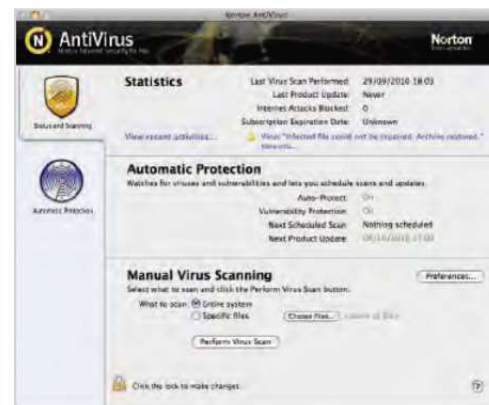 Norton AntiVirus
AntiVirus
Norton
Statistics
Last Virus Scan Performed: 29/09/2010 18:03
Last Product Update: Never
Internet Attacks Blocked: 0
Subscription Expiration Date: Unknown
View recent activities...
Virus "Infected file could not be repaired. Archive restored."
Status and Scanning
Automatic Protection
Watches for viruses and vulnerabilities and lets you schedule scans and updates.
Auto-Protect: On
Vulnerability Protection: On
Next Scheduled Scan: Nothing scheduled
Next Product Update:
Automatic Protection
Manual Virus Scanning
Preferences...
Select what to scan and click the Perform Virus Scan button.
What to scan: Entire system
Specific files
Choose Files...
Perform Virus Scan
Click the lock to make changes.
?